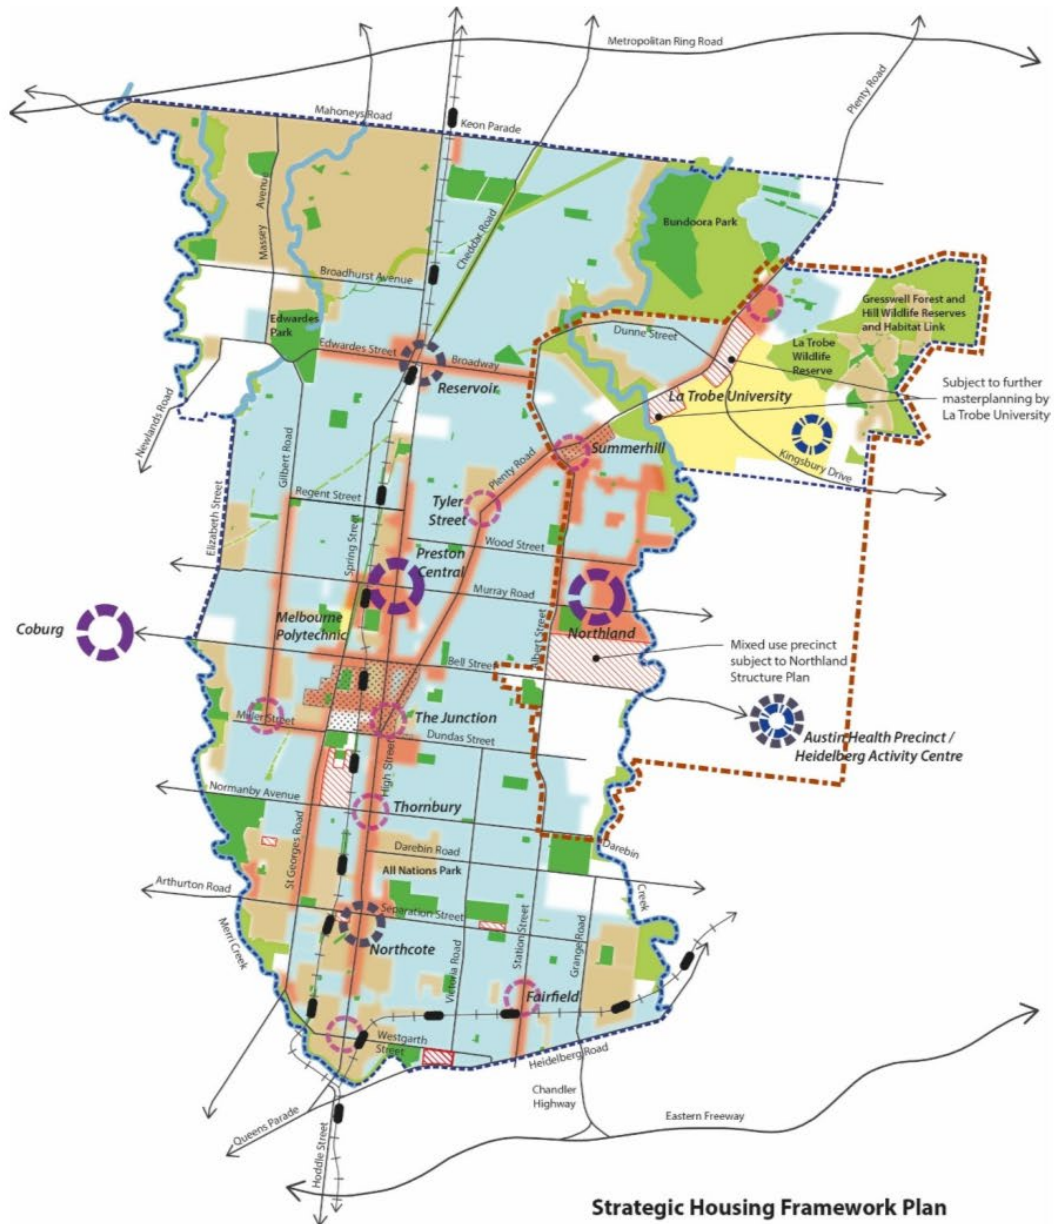 Metropolitan Ring Road
Plenty Road
Mahoneys Road
Keon Parade
Massey Avenue
Cheddar Road
Bundoora Park
Broadhurst Avenue
Gresswell Forest and
Hill Wildlife Reserves
and Habitat Link
Edwardes
Park
Dunne Street
La Trobe
Wildlife
Reserve
Edwardes Street
Broadway
Reservoir
La Trobe University
Subject to further
masterplanning by
La Trobe University
Newlands Road
Gilbert Road
Summerhill
Kingsbury Drive
Plenty Road
Regent Street
Tyler
Street
Elizabeth Street
Spring Street
Wood Street
Preston
Central
Murray Road
Melbourne
Polytechnic
Coburg
Northland
Albert Street
Bell Street
Mixed use precinct
subject to Northland
Structure Plan
Miller Street
The Junction
Dundas Street
Austin Health Precinct /
Heidelberg Activity Centre
High Street
Normanby Avenue
Thornbury
St Georges Road
Darebin Road
Darebin
Creek
All Nations Park
Arthurton Road
Separation Street
Merri Creek
Northcote
Victoria Road
Station Street
Grange Road
Fairfield
Westgarth
Street
Heidelberg Road
Chandler
Highway
Queens Parade
Eastern Freeway
Hoddle Street
Strategic Housing Framework Plan